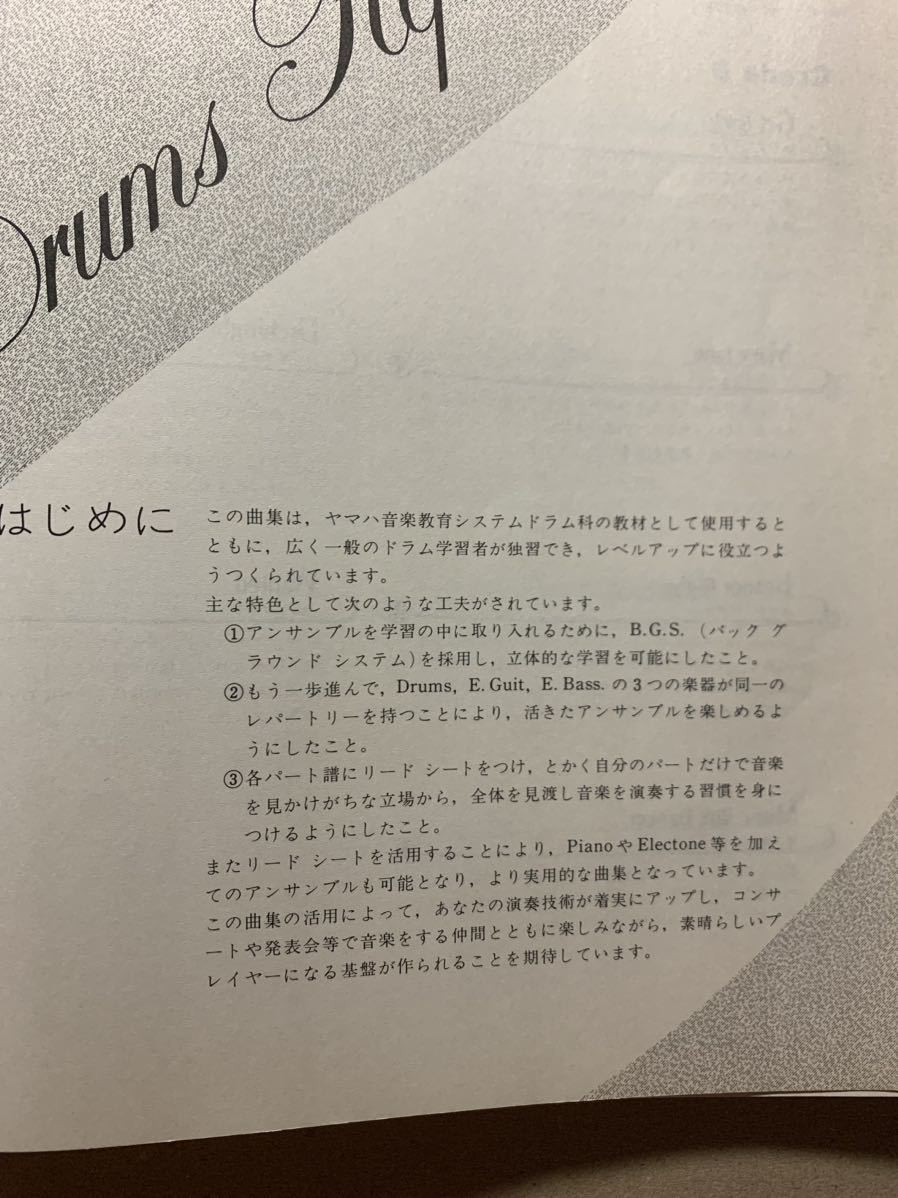 Drums
はじめに
この曲集は，ヤマハ音楽教育システムドラム科の教材として使用すると
ともに，広く一般のドラム学習者が独習でき，レベルアップに役立つよ
うつくられています。
主な特色として次のような工夫がされています。
①アンサンブルを学習の中に取り入れるために，B.G.S.（バック グ
ラウンド システム）を採用し，立体的な学習を可能にしたこと。
②もう一歩進んで，Drums，E.Guit，E.Bass.の3つの楽器が同一の
レパートリーを持つことにより，活きたアンサンブルを楽しめるよ
うにしたこと。
③各パート譜にリード シートをつけ，とかく自分のパートだけで音楽
を見かけがちな立場から，全体を見渡し音楽を演奏する習慣を身に
つけるようにしたこと。
またリード シートを活用することにより，PianoやElectone等を加え
てのアンサンブルも可能となり，より実用的な曲集となっています。
この曲集の活用によって，あなたの演奏技術が着実にアップし，コンサ
ートや発表会等で音楽をする仲間とともに楽しみながら，素晴らしいプ
レイヤーになる基盤が作られることを期待しています。